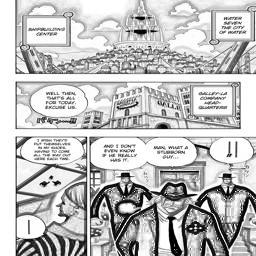 WATER
SEVEN
THE CITY
OF WATER
SHIPBUILDING
CENTER
GALLEY-LA
COMPANY
HEAD-
QUARTERS
WELL THEN,
THAT'S ALL
FOR TODAY.
EXCUSE US.
!!
MAN, WHAT A
STUBBORN
GUY...
AND I DON'T
EVEN KNOW
IF HE REALLY
HAS IT.
I WISH THEY'D
PUT THEMSELVES
IN MY SHOES,
HAVING TO COME
ALL THE WAY OUT
HERE EACH TIME.